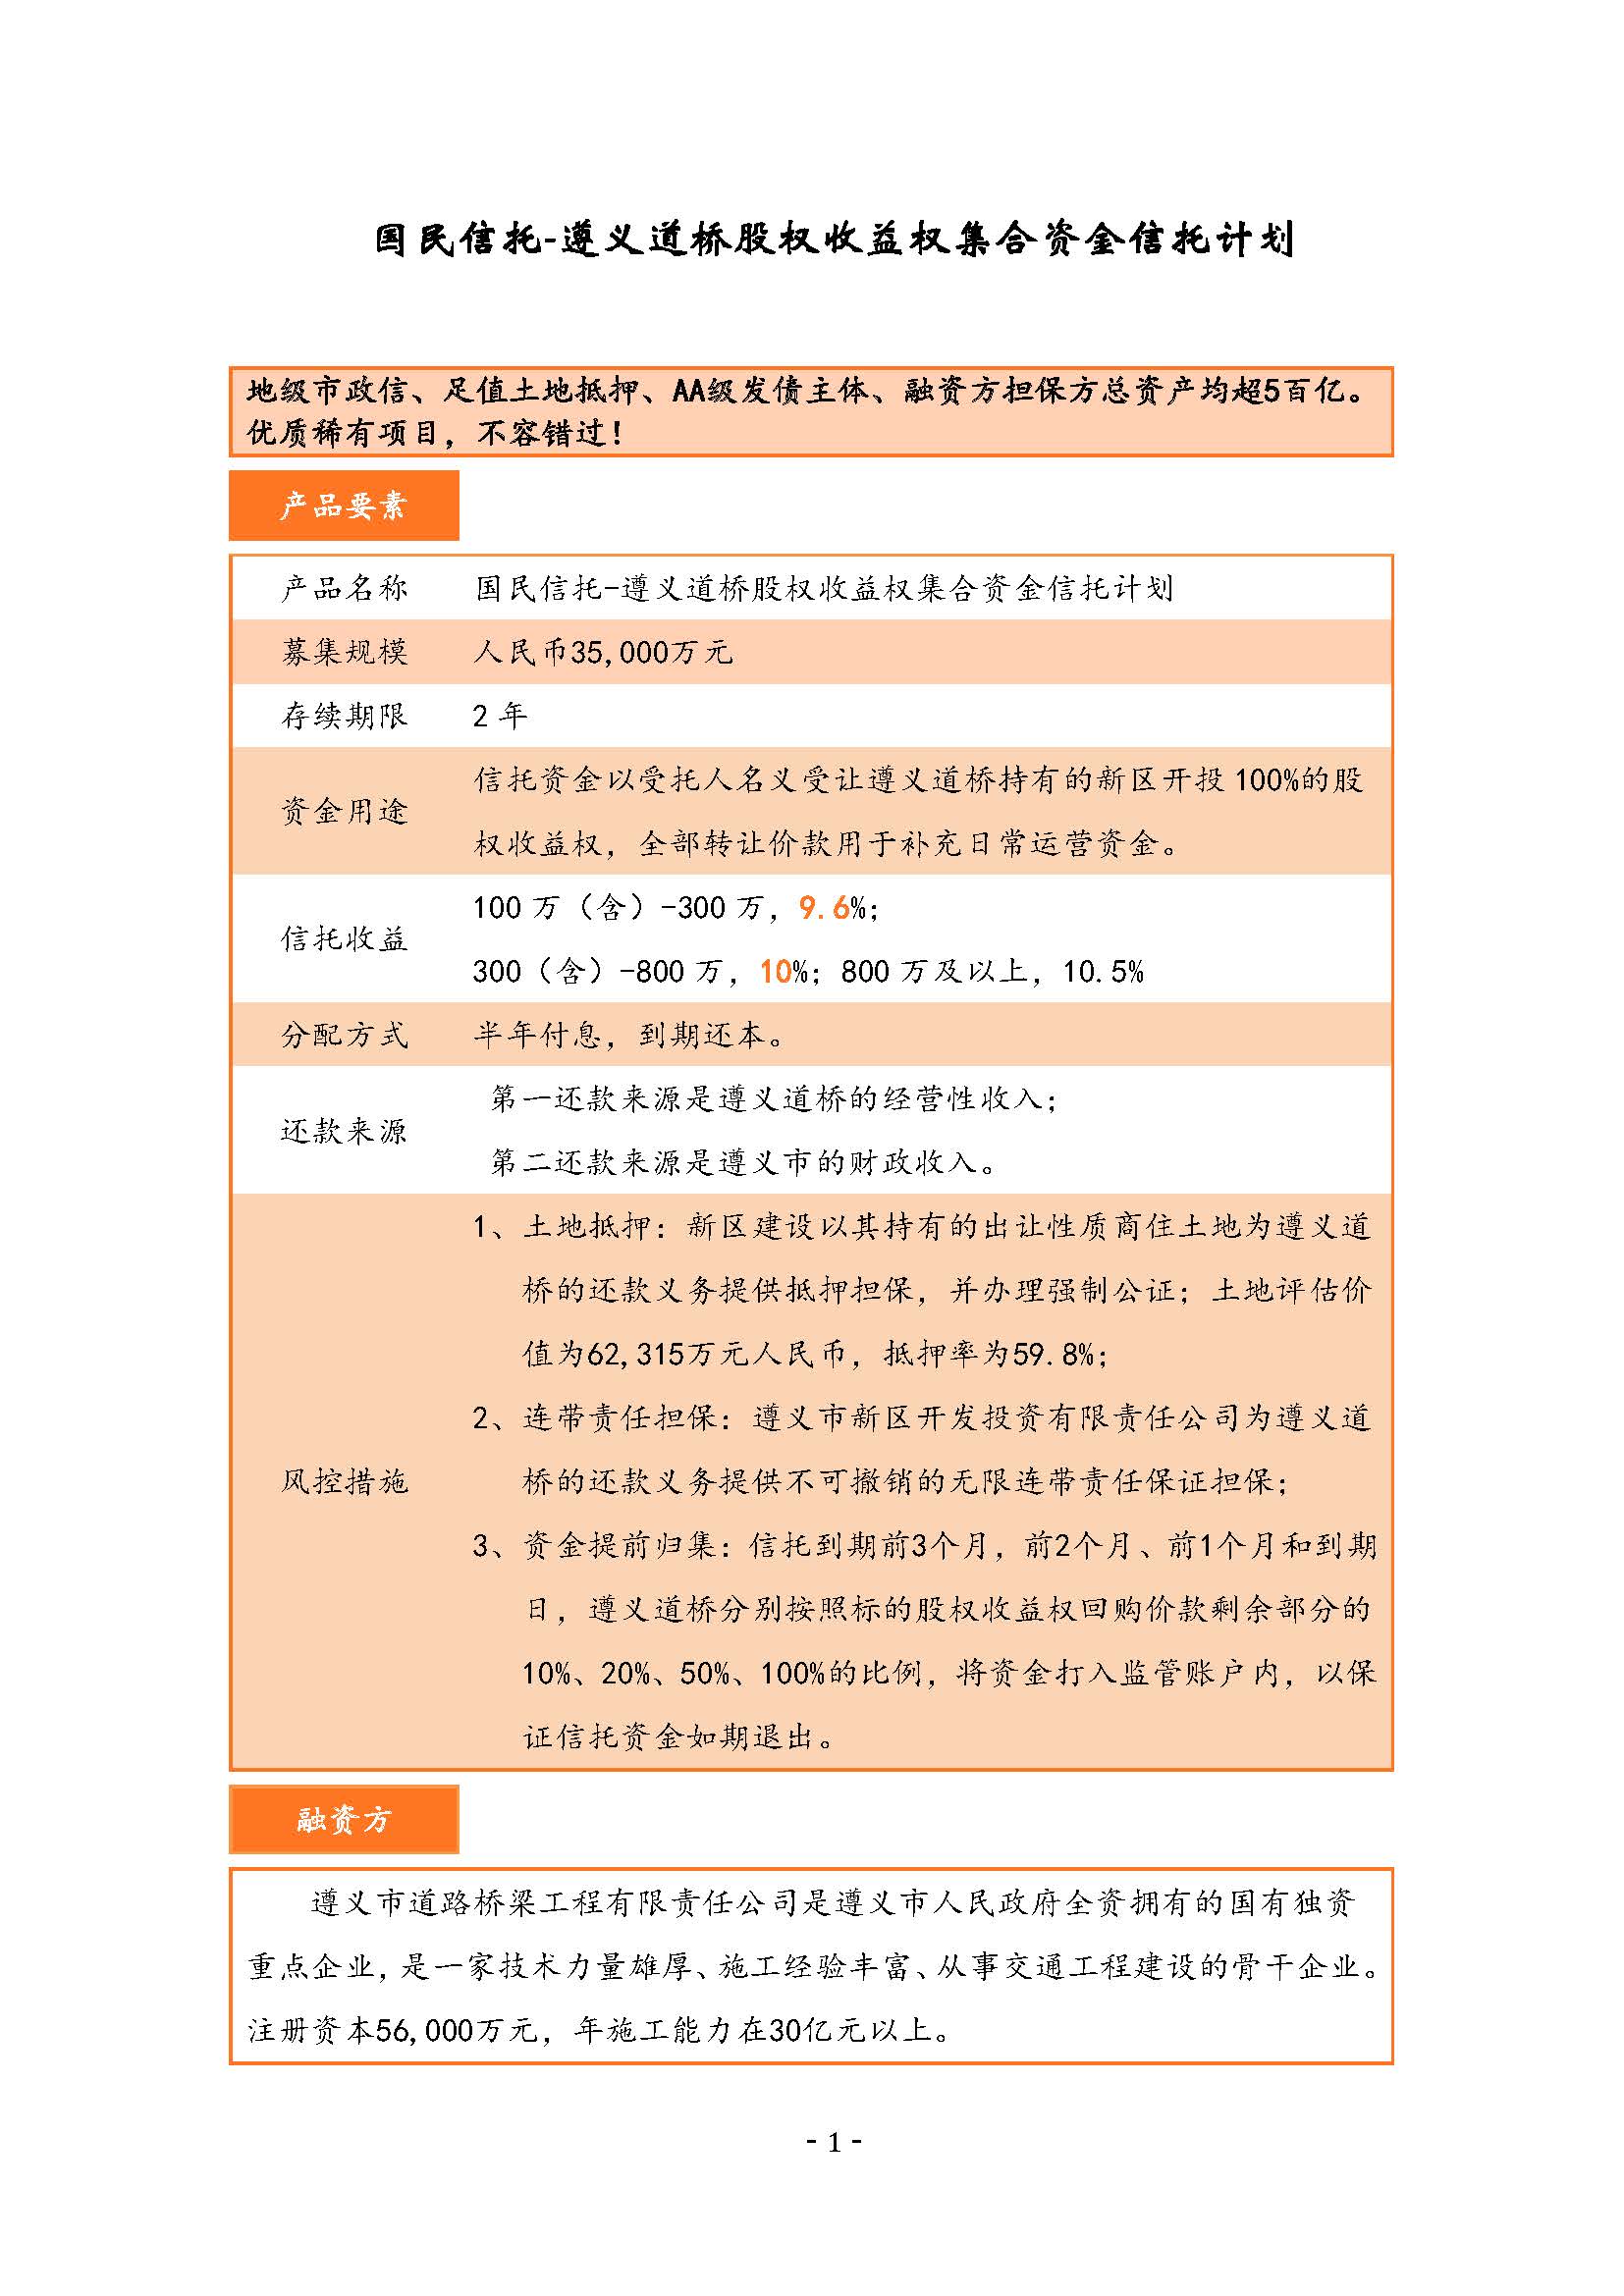 国民信托-遵义道桥股权收益权集合资金信托计划
地级市政信、足值土地抵押、AA级发债主体、融资方担保方总资产均超5百亿。
优质稀有项目，不容错过！
产品要素
产品名称 国民信托-遵义道桥股权收益权集合资金信托计划
募集规模 人民币35,000万元
存续期限 2 年
资金用途
信托资金以受托人名义受让遵义道桥持有的新区开投 100%的股
权收益权，全部转让价款用于补充日常运营资金。
信托收益
100 万（含）-300 万，9.6%；
300（含）-800 万，10%；800 万及以上，10.5%
分配方式 半年付息，到期还本。
还款来源
第一还款来源是遵义道桥的经营性收入；
第二还款来源是遵义市的财政收入。
风控措施
1、土地抵押：新区建设以其持有的出让性质商住土地为遵义道
桥的还款义务提供抵押担保，并办理强制公证；土地评估价
值为62,315万元人民币，抵押率为59.8%；
2、连带责任担保：遵义市新区开发投资有限责任公司为遵义道
桥的还款义务提供不可撤销的无限连带责任保证担保；
3、资金提前归集：信托到期前3个月，前2个月、前1个月和到期
日，遵义道桥分别按照标的股权收益权回购价款剩余部分的
10%、20%、50%、100%的比例，将资金打入监管账户内，以保
证信托资金如期退出。
融资方
遵义市道路桥梁工程有限责任公司是遵义市人民政府全资拥有的国有独资
重点企业，是一家技术力量雄厚、施工经验丰富、从事交通工程建设的骨干企业。
注册资本56,000万元，年施工能力在30亿元以上。
- 1 -